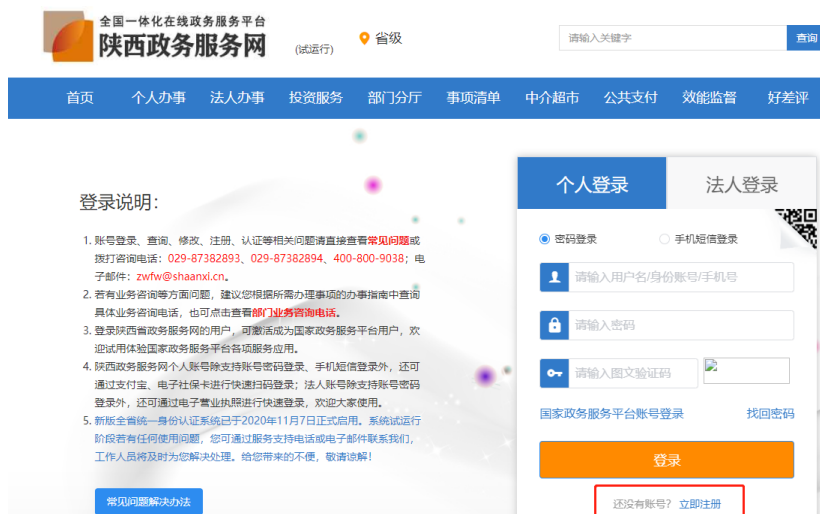 全国一体化在线政务服务平台
陕西政务服务网
(试运行)
省级
请输入关键字
查询
首页 个人办事 法人办事 投资服务 部门分厅 事项清单 中介超市 公共支付 效能监督 好差评
登录说明：
1. 账号登录、查询、修改、注册、认证等相关问题请直接查看常见问题或
拨打咨询电话：029-87382893、029-87382894、400-800-9038；电
子邮件：zwfw@shaanxi.cn。
2. 若有业务咨询等方面问题，建议您根据所需办理事项的办事指南中查询
具体业务咨询电话，也可点击查看部门业务咨询电话。
3. 登录陕西省政务服务网的用户，可激活成为国家政务服务平台用户，欢
迎试用体验国家政务服务平台各项服务应用。
4. 陕西政务服务网个人账号除支持账号密码登录、手机短信登录外，还可
通过支付宝、电子社保卡进行快速扫码登录；法人账号除支持账号密码
登录外，还可通过电子营业执照进行快速登录，欢迎大家使用。
5. 新版全省统一身份认证系统已于2020年11月7日正式启用。系统试运行
阶段若有任何使用问题，您可通过服务支持电话或电子邮件联系我们，
工作人员将及时为您解决处理。给您带来的不便，敬请谅解！
常见问题解决办法
个人登录 法人登录
密码登录 手机短信登录
请输入用户名/身份账号/手机号
请输入密码
请输入图文验证码
国家政务服务平台账号登录 找回密码
登录
还没有账号？ 立即注册